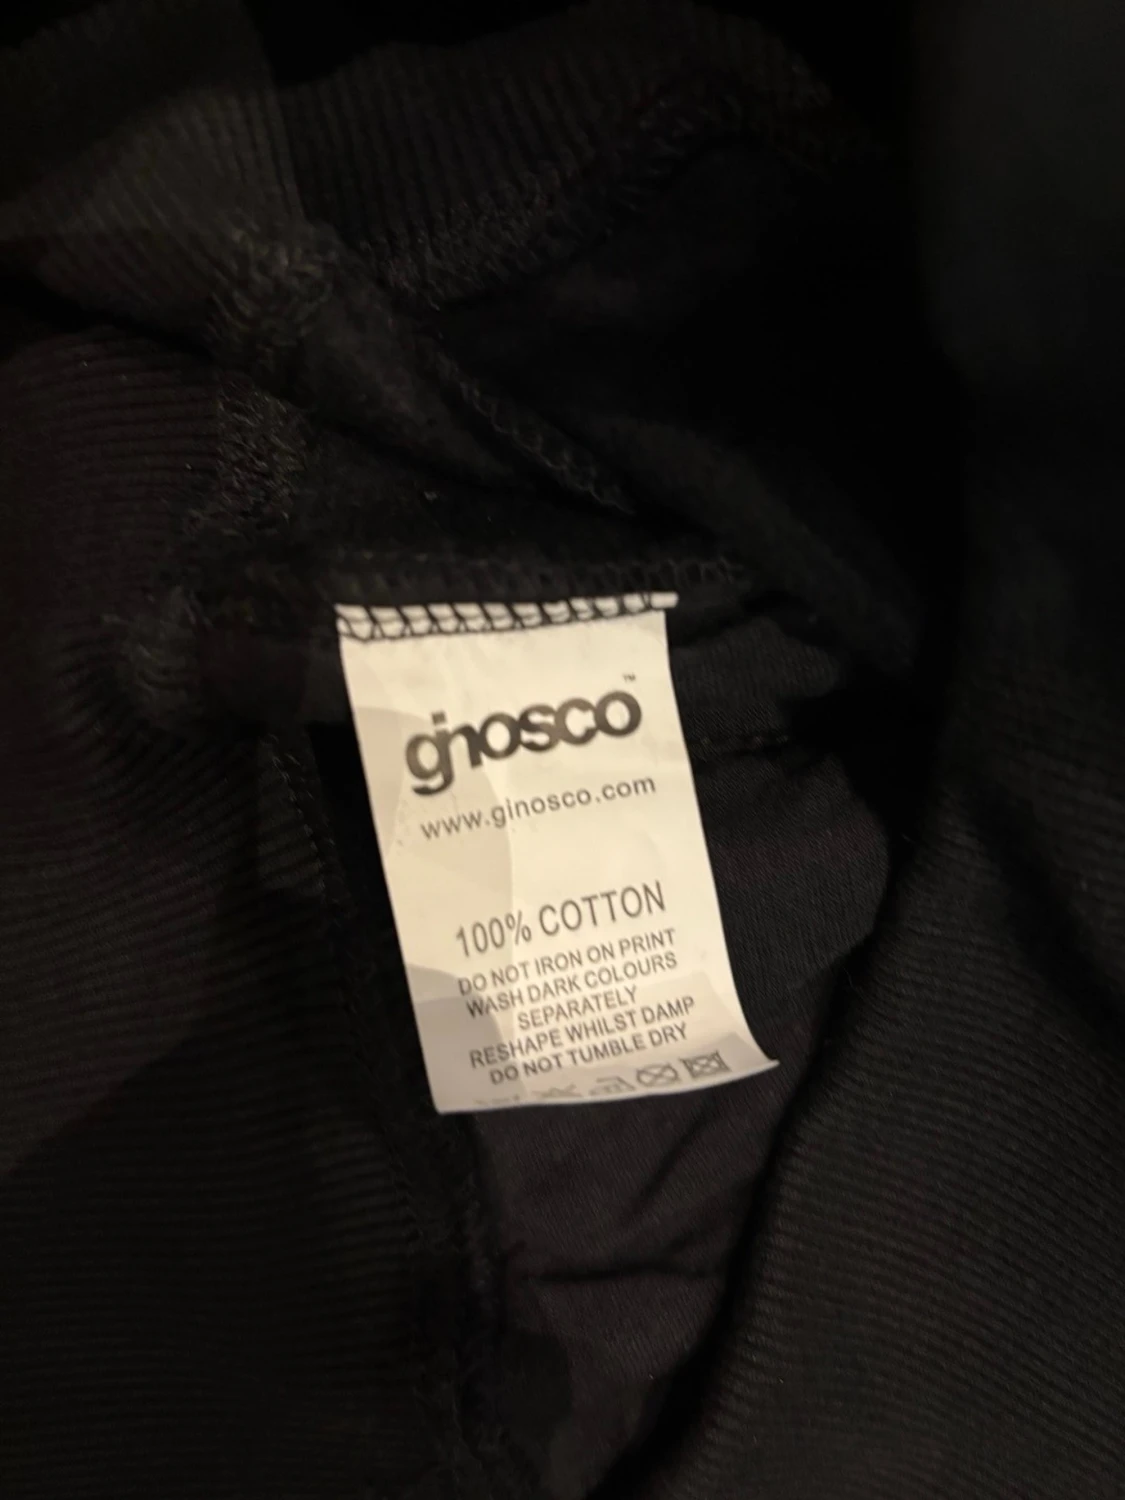 ginosco™
www.ginosco.com
100% COTTON
DO NOT IRON ON PRINT
WASH DARK COLOURS
SEPARATELY
RESHAPE WHILST DAMP
DO NOT TUMBLE DRY